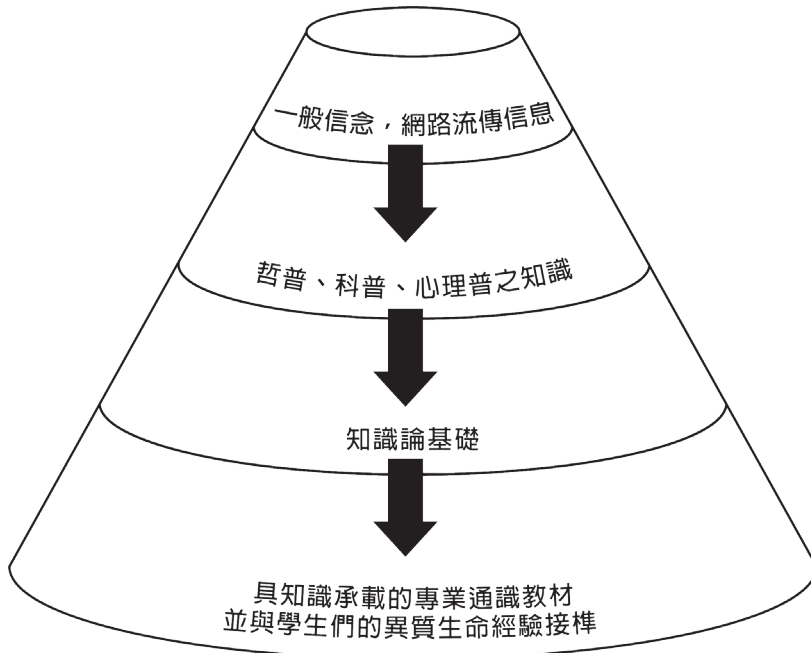 一般信念，網路流傳信息
哲普、科普、心理普之知識
知識論基礎
具知識承載的專業通識教材
並與學生們的異質生命經驗接榫